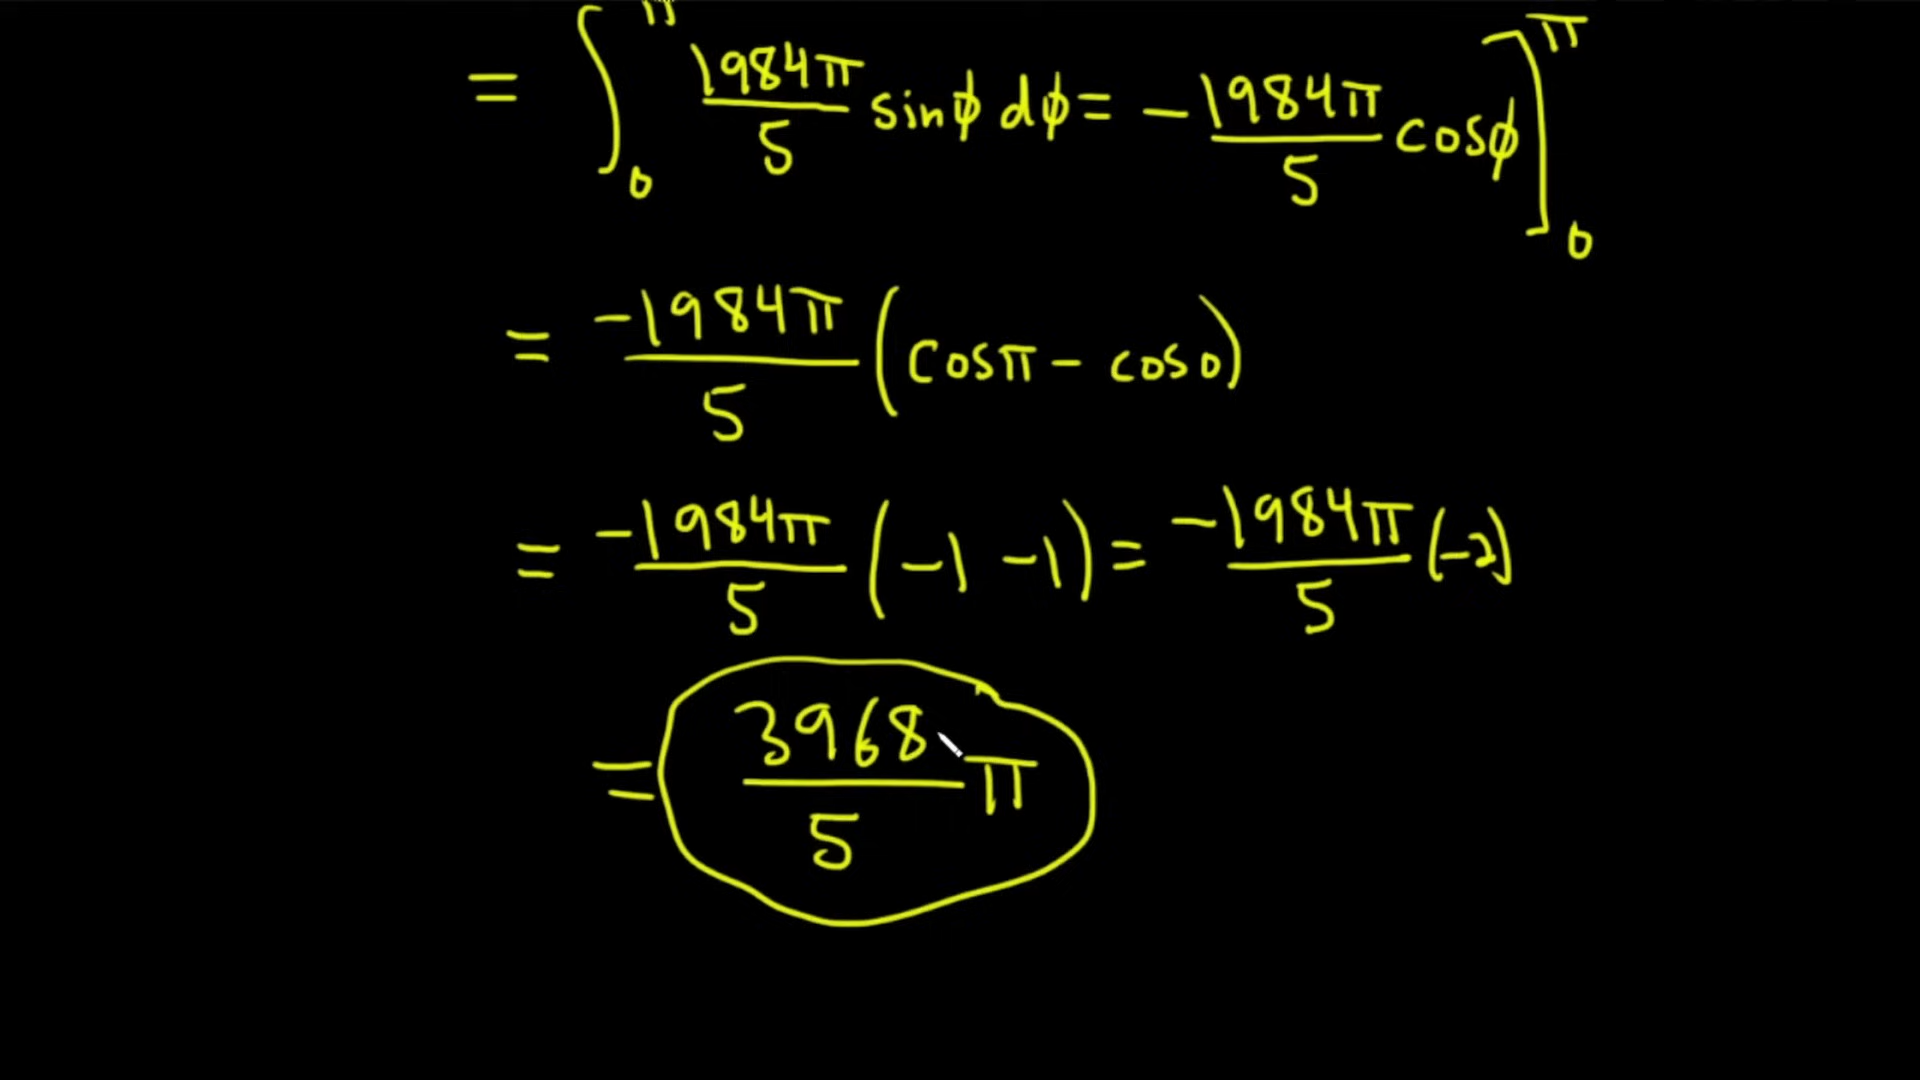 = ∫₀^π 1984π/5 sinϕ dϕ = - 1984π/5 cosϕ ]₀^π
= -1984π/5 (cosπ - cos0)
= -1984π/5 (-1 -1) = -1984π/5 (-2)
= 3968/5 π